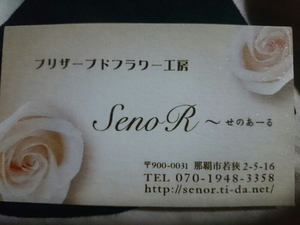 プリザーブドフラワー工房
Seno R ～せのあーる
〒900-0031 那覇市若狭 2-5-16
TEL 070-1948-3358
http://senor.ti-da.net/